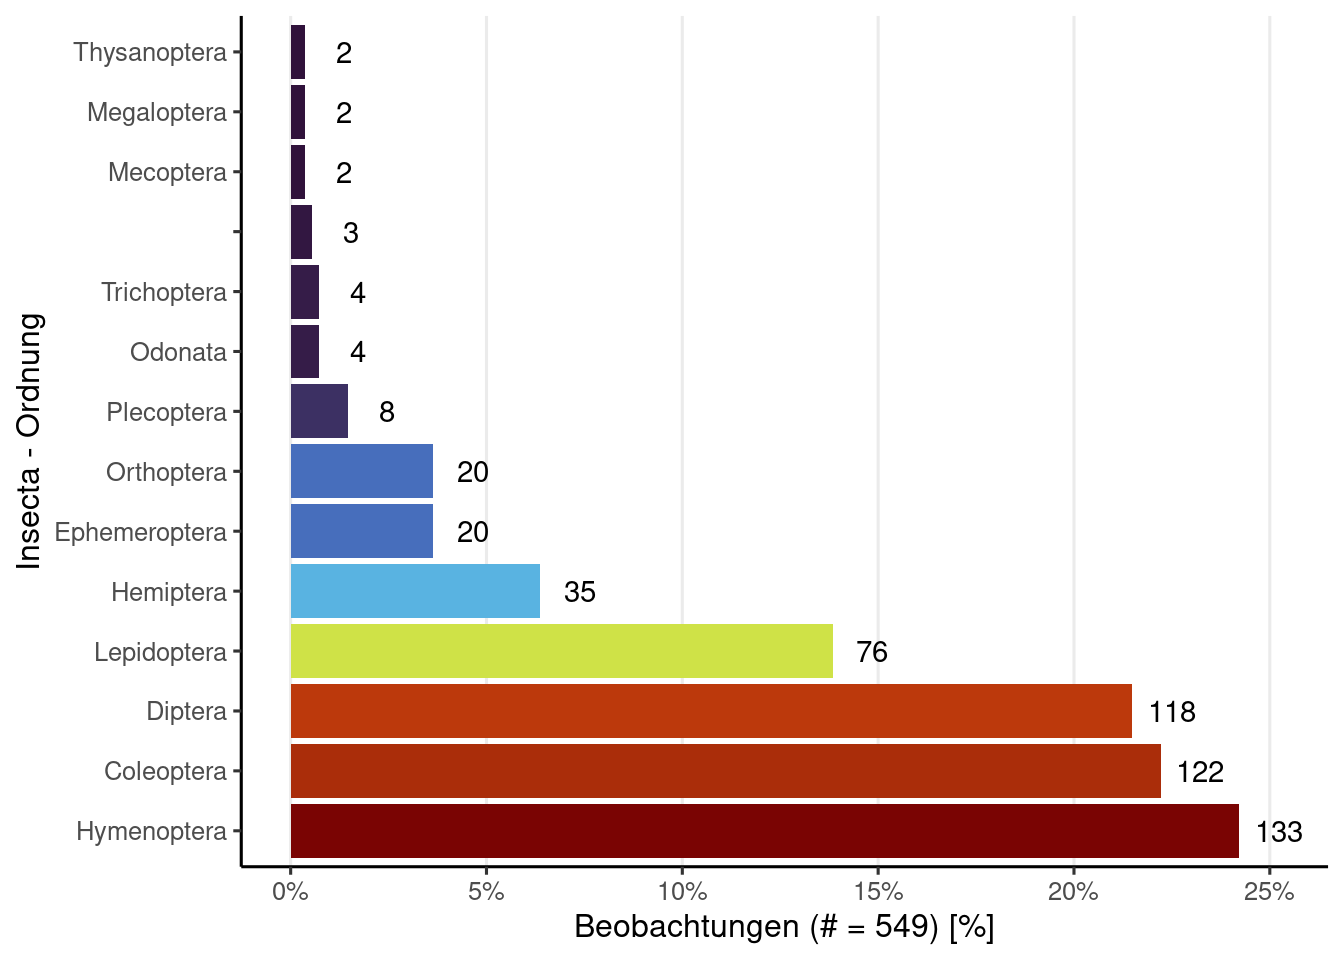 Thysanoptera 2
Megaloptera 2
Mecoptera 2
3
Trichoptera 4
Odonata 4
Plecoptera 8
Orthoptera 20
Ephemeroptera 20
Hemiptera 35
Lepidoptera 76
Diptera 118
Coleoptera 122
Hymenoptera 133
Insecta - Ordnung
0% 5% 10% 15% 20% 25%
Beobachtungen (# = 549) [%]